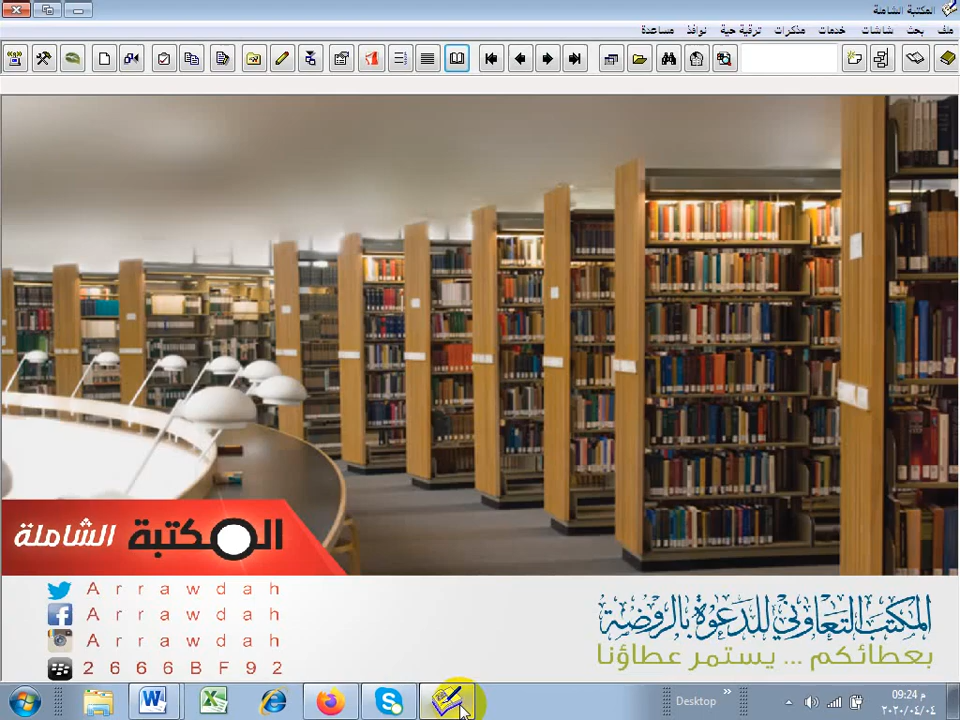 المكتبة الشاملة
ملف بحث شاشات خدمات مذكرات ترقية حية نوافذ مساعدة
المكتبة الشاملة
Arrawdah
Arrawdah
Arrawdah
2666BF92
المكتب التعاوني للدعوة بالروضة
بعطائكم ... يستمر عطاؤنا
Desktop
09:24 م
٢٠٢٠/٠٤/٠٤